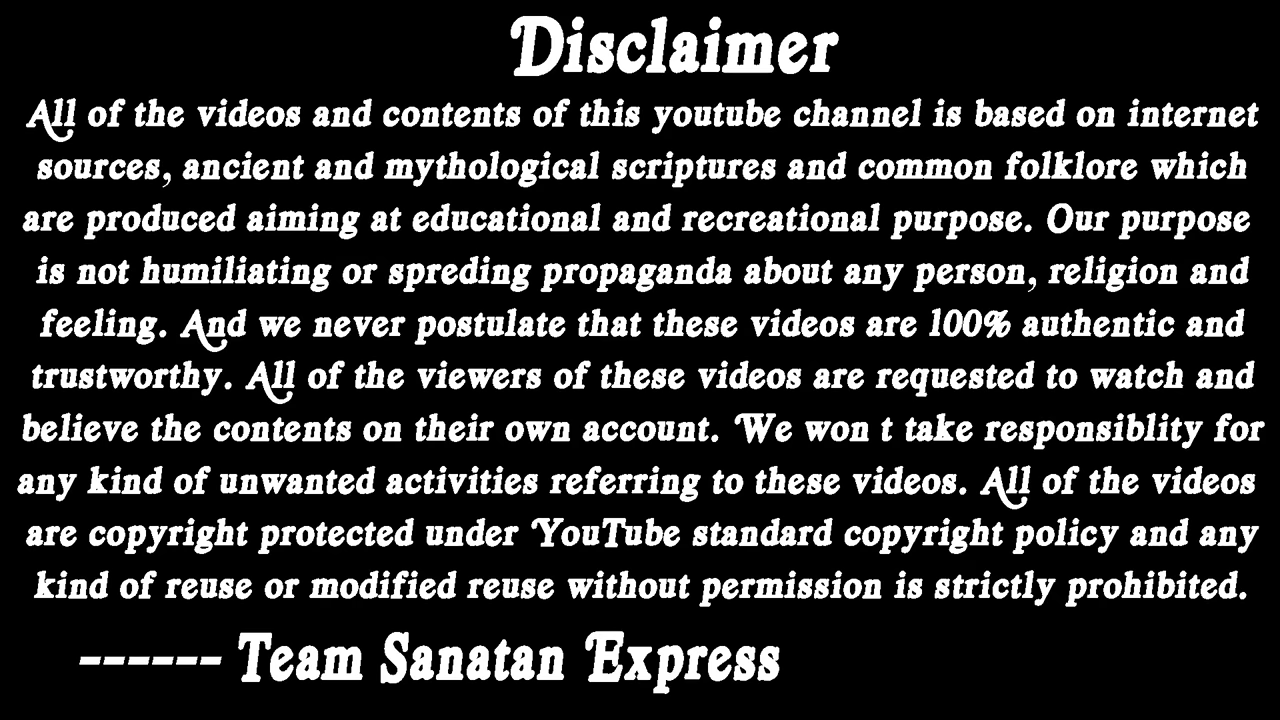 Disclaimer
All of the videos and contents of this youtube channel is based on internet
sources, ancient and mythological scriptures and common folklore which
are produced aiming at educational and recreational purpose. Our purpose
is not humiliating or spreding propaganda about any person, religion and
feeling. And we never postulate that these videos are 100% authentic and
trustworthy. All of the viewers of these videos are requested to watch and
believe the contents on their own account. We won t take responsiblity for
any kind of unwanted activities referring to these videos. All of the videos
are copyright protected under YouTube standard copyright policy and any
kind of reuse or modified reuse without permission is strictly prohibited.
------ Team Sanatan Express